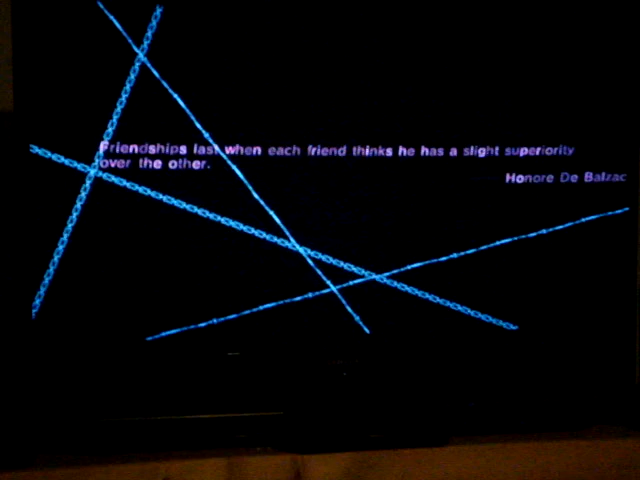 Friendships last when each friend thinks he has a slight superiority
over the other.
Honore De Balzac